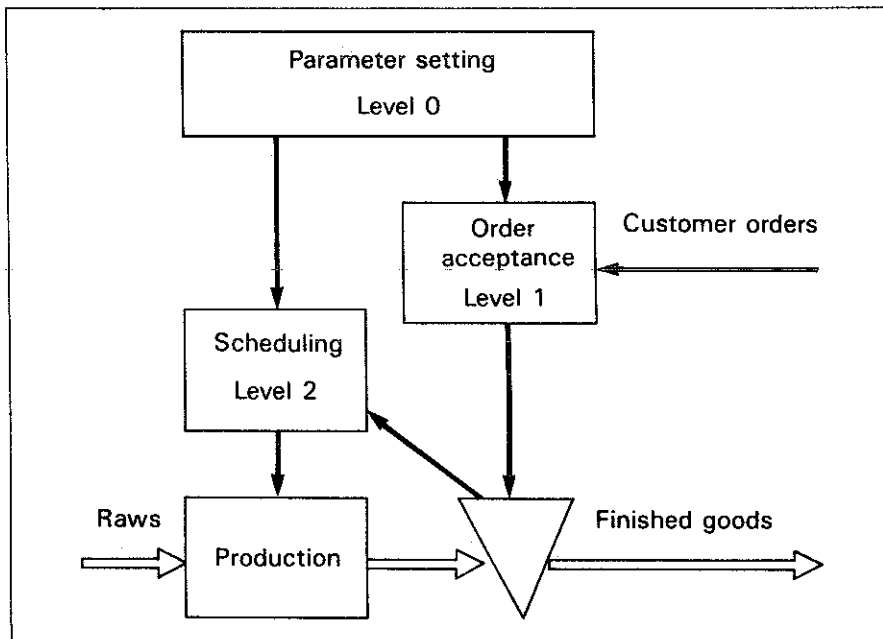 Parameter setting
Level 0
Order
acceptance
Level 1
Customer orders
Scheduling
Level 2
Raws
Production
Finished goods